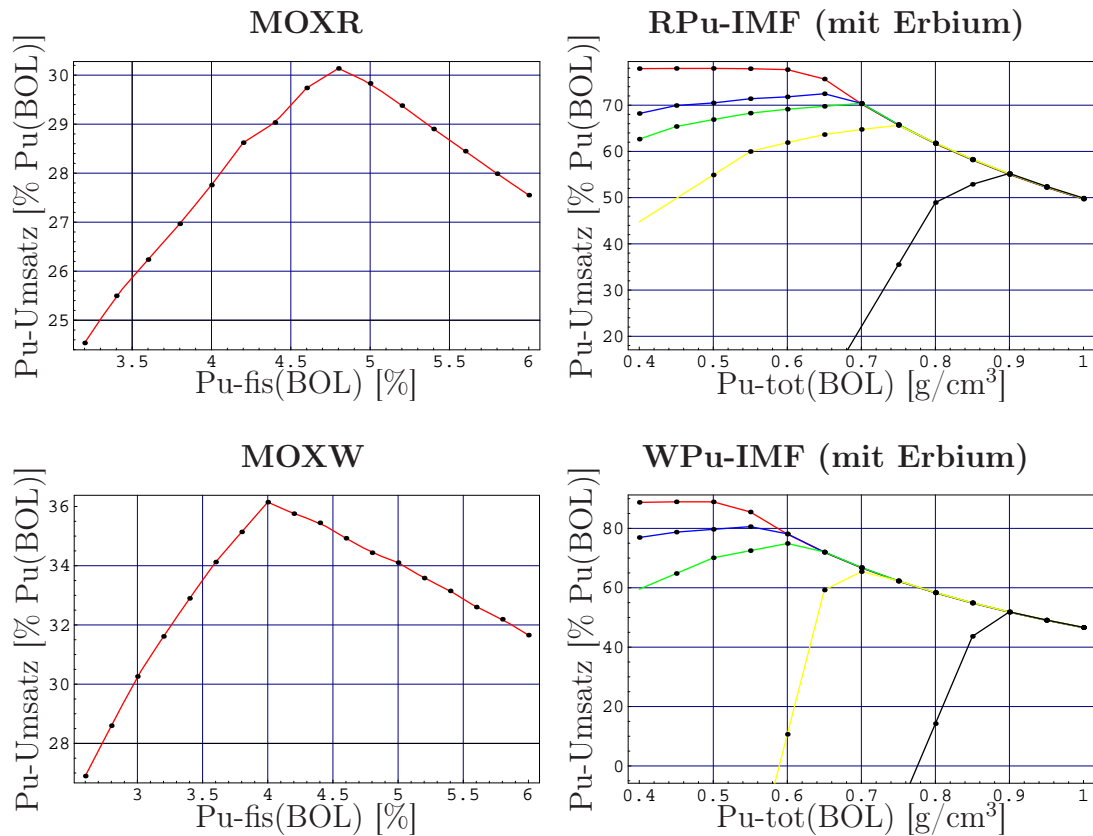 MOXR
Pu-Umsatz [% Pu(BOL)]
30
29
28
27
26
25
3.5 4 4.5 5 5.5 6
Pu-fis(BOL) [%]
RPu-IMF (mit Erbium)
Pu-Umsatz [% Pu(BOL)]
70
60
50
40
30
20
0.4 0.5 0.6 0.7 0.8 0.9 1
Pu-tot(BOL) [g/cm³]
MOXW
Pu-Umsatz [% Pu(BOL)]
36
34
32
30
28
3 3.5 4 4.5 5 5.5 6
Pu-fis(BOL) [%]
WPu-IMF (mit Erbium)
Pu-Umsatz [% Pu(BOL)]
80
60
40
20
0
0.4 0.5 0.6 0.7 0.8 0.9 1
Pu-tot(BOL) [g/cm³]